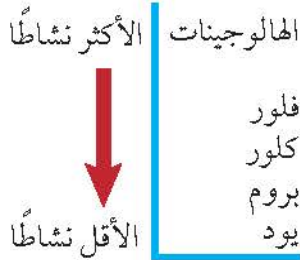 الهالوجينات
الأكثر نشاطًا
فلور
كلور
بروم
يود
الأقل نشاطًا